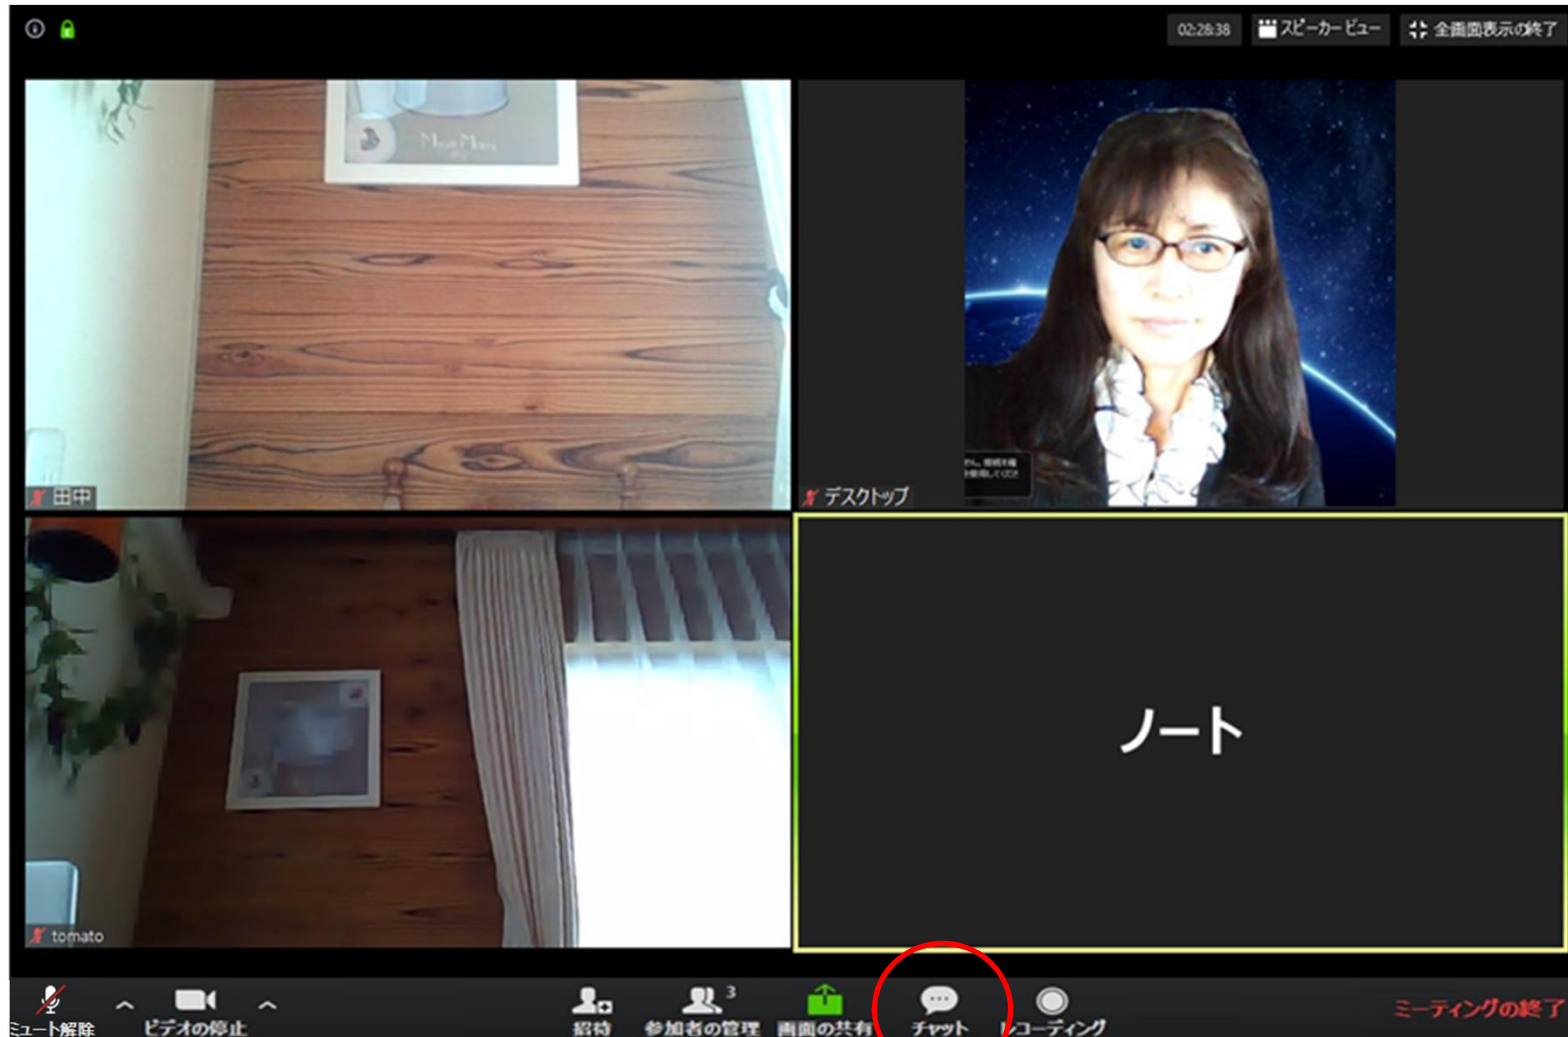 02:28:38
スピーカービュー
全画面表示の終了
田中
デスクトップ
tomato
ノート
ミュート解除
ビデオの停止
招待
3
参加者の管理
画面の共有
チャット
レコーディング
ミーティングの終了